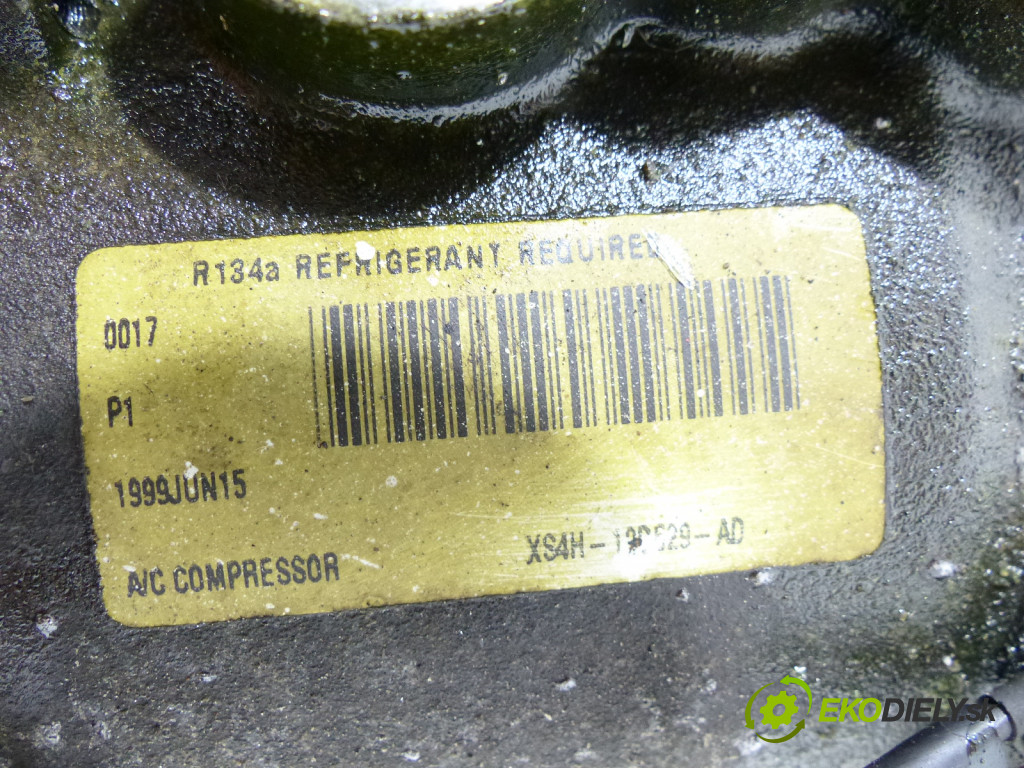 R134a REFRIGERANT REQUIRED
0017
P1
1999JUN15
A/C COMPRESSOR
EKODIELY.sk